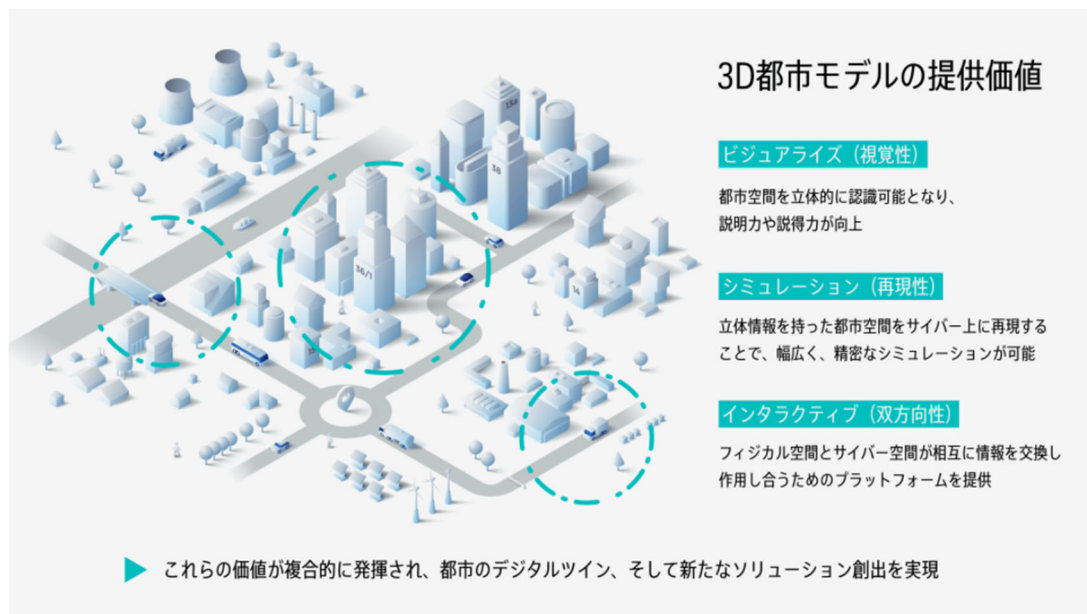 3D都市モデルの提供価値
ビジュアライズ（視覚性）
都市空間を立体的に認識可能となり、
説明力や説得力が向上
シミュレーション（再現性）
立体情報を持った都市空間をサイバー上に再現する
ことで、幅広く、精密なシミュレーションが可能
インタラクティブ（双方向性）
フィジカル空間とサイバー空間が相互に情報を交換し
作用し合うためのプラットフォームを提供
これらの価値が複合的に発揮され、都市のデジタルツイン、そして新たなソリューション創出を実現
38
56/1
14